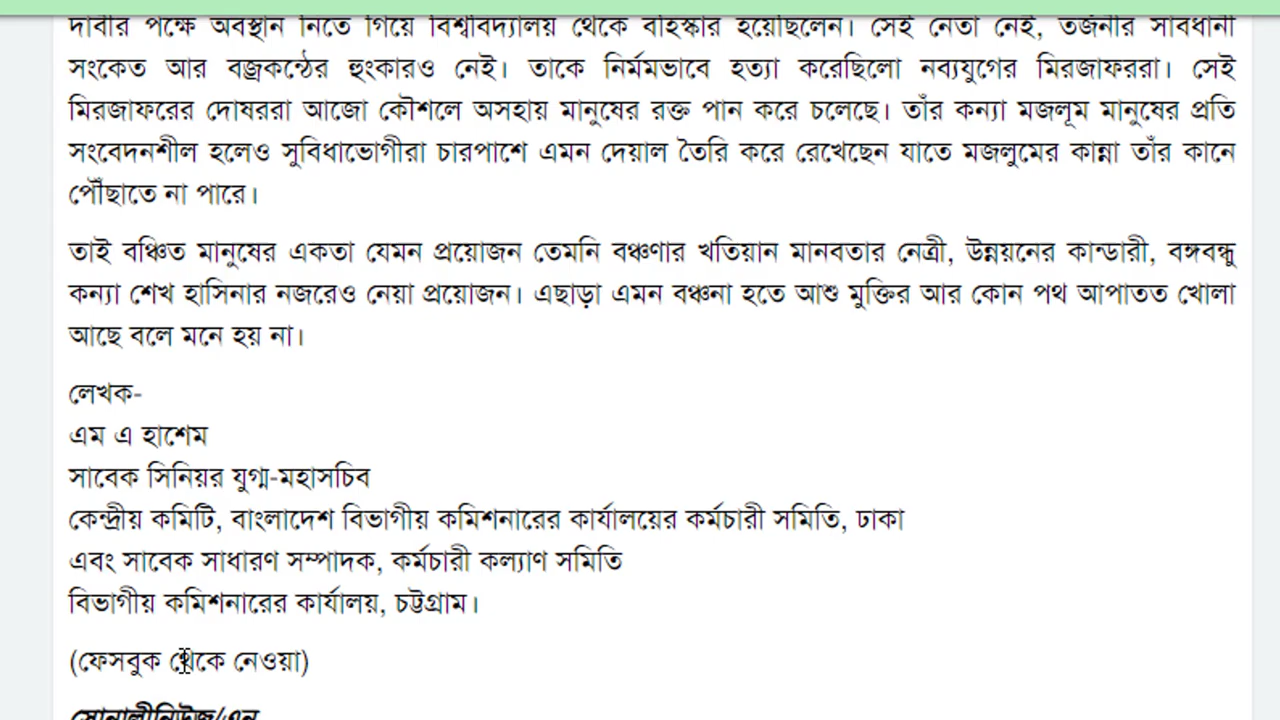 দাবীর পক্ষে অবস্থান নিতে গিয়ে বিশ্ববিদ্যালয় থেকে বহিস্কার হয়েছিলেন। সেই নেতা নেই, তর্জনীর সাবধানী
সংকেত আর বজ্রকন্ঠের হুংকারও নেই। তাকে নির্মমভাবে হত্যা করেছিলো নব্যযুগের মিরজাফররা। সেই
মিরজাফরের দোষররা আজো কৌশলে অসহায় মানুষের রক্ত পান করে চলেছে। তাঁর কন্যা মজলূম মানুষের প্রতি
সংবেদনশীল হলেও সুবিধাভোগীরা চারপাশে এমন দেয়াল তৈরি করে রেখেছেন যাতে মজলুমের কান্না তাঁর কানে
পৌঁছাতে না পারে।
তাই বঞ্চিত মানুষের একতা যেমন প্রয়োজন তেমনি বঞ্চণার খতিয়ান মানবতার নেত্রী, উন্নয়নের কান্ডারী, বঙ্গবন্ধু
কন্যা শেখ হাসিনার নজরেও নেয়া প্রয়োজন। এছাড়া এমন বঞ্চনা হতে আশু মুক্তির আর কোন পথ আপাতত খোলা
আছে বলে মনে হয় না।
লেখক-
এম এ হাশেম
সাবেক সিনিয়র যুগ্ম-মহাসচিব
কেন্দ্রীয় কমিটি, বাংলাদেশ বিভাগীয় কমিশনারের কার্যালয়ের কর্মচারী সমিতি, ঢাকা
এবং সাবেক সাধারণ সম্পাদক, কর্মচারী কল্যাণ সমিতি
বিভাগীয় কমিশনারের কার্যালয়, চট্টগ্রাম।
(ফেসবুক থেকে নেওয়া)
সোনালীনিউজ/এন